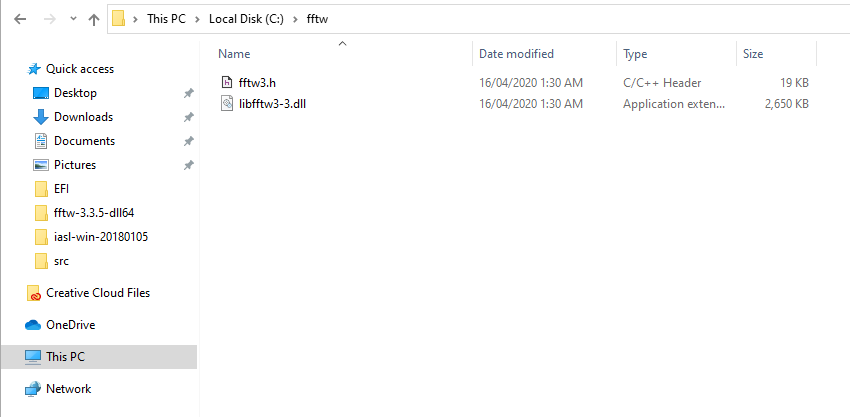 This PC > Local Disk (C:) > fftw
Name Date modified Type Size
fftw3.h 16/04/2020 1:30 AM C/C++ Header 19 KB
libfftw3-3.dll 16/04/2020 1:30 AM Application exten... 2,650 KB
Quick access
Desktop
Downloads
Documents
Pictures
EFI
fftw-3.3.5-dll64
iasl-win-20180105
src
Creative Cloud Files
OneDrive
This PC
Network